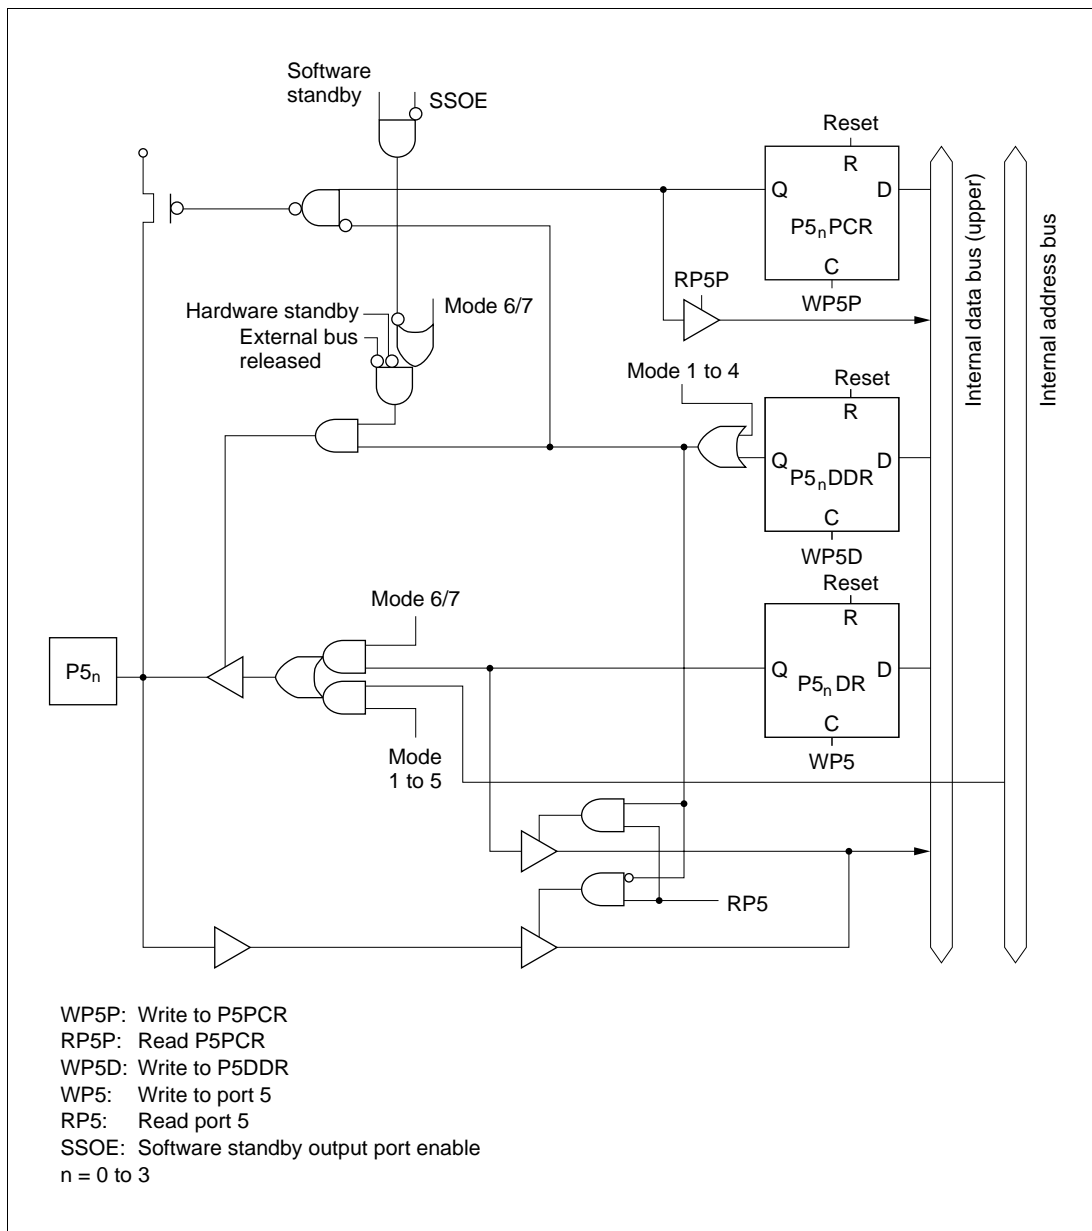 Software
standby
SSOE
Reset
R
Q
D
P5nPCR
C
WP5P
RP5P
Hardware standby
Mode 6/7
External bus
released
Mode 1 to 4
Reset
R
Q
D
P5nDDR
C
WP5D
Reset
R
Q
D
P5n DR
C
WP5
Mode 6/7
P5n
Mode
1 to 5
RP5
Internal data bus (upper)
Internal address bus
WP5P: Write to P5PCR
RP5P: Read P5PCR
WP5D: Write to P5DDR
WP5: Write to port 5
RP5: Read port 5
SSOE: Software standby output port enable
n = 0 to 3